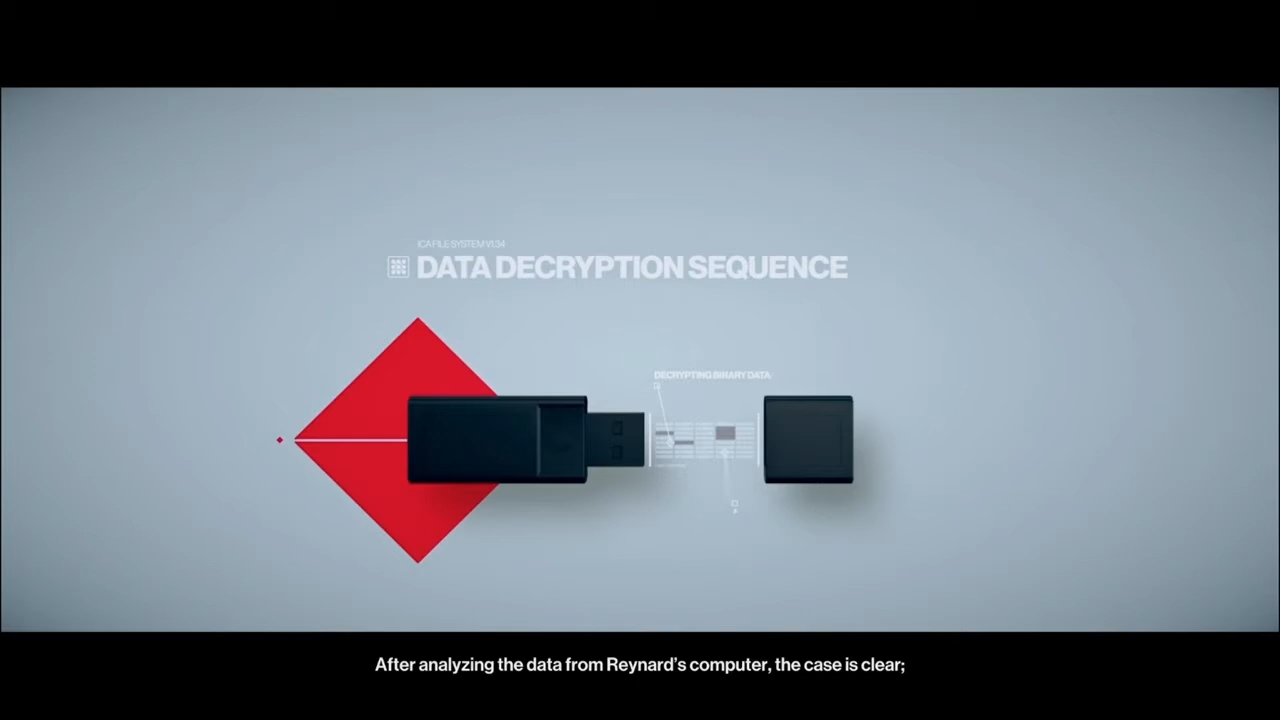 ICA FILE SYSTEM V1.34
DATA DECRYPTION SEQUENCE
DECRYPTING BINARY DATA:
After analyzing the data from Reynard's computer, the case is clear;